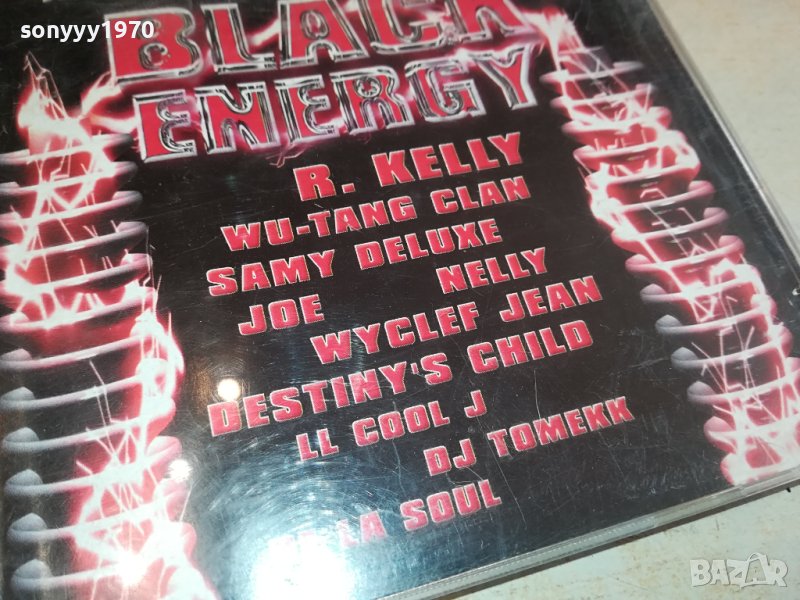 sonyyy1970
BLACK
ENERGY
R. KELLY
WU-TANG CLAN
SAMY DELUXE
JOE NELLY
WYCLEF JEAN
DESTINY'S CHILD
LL COOL J
DJ TOMEKK
LA SOUL
BAZAR